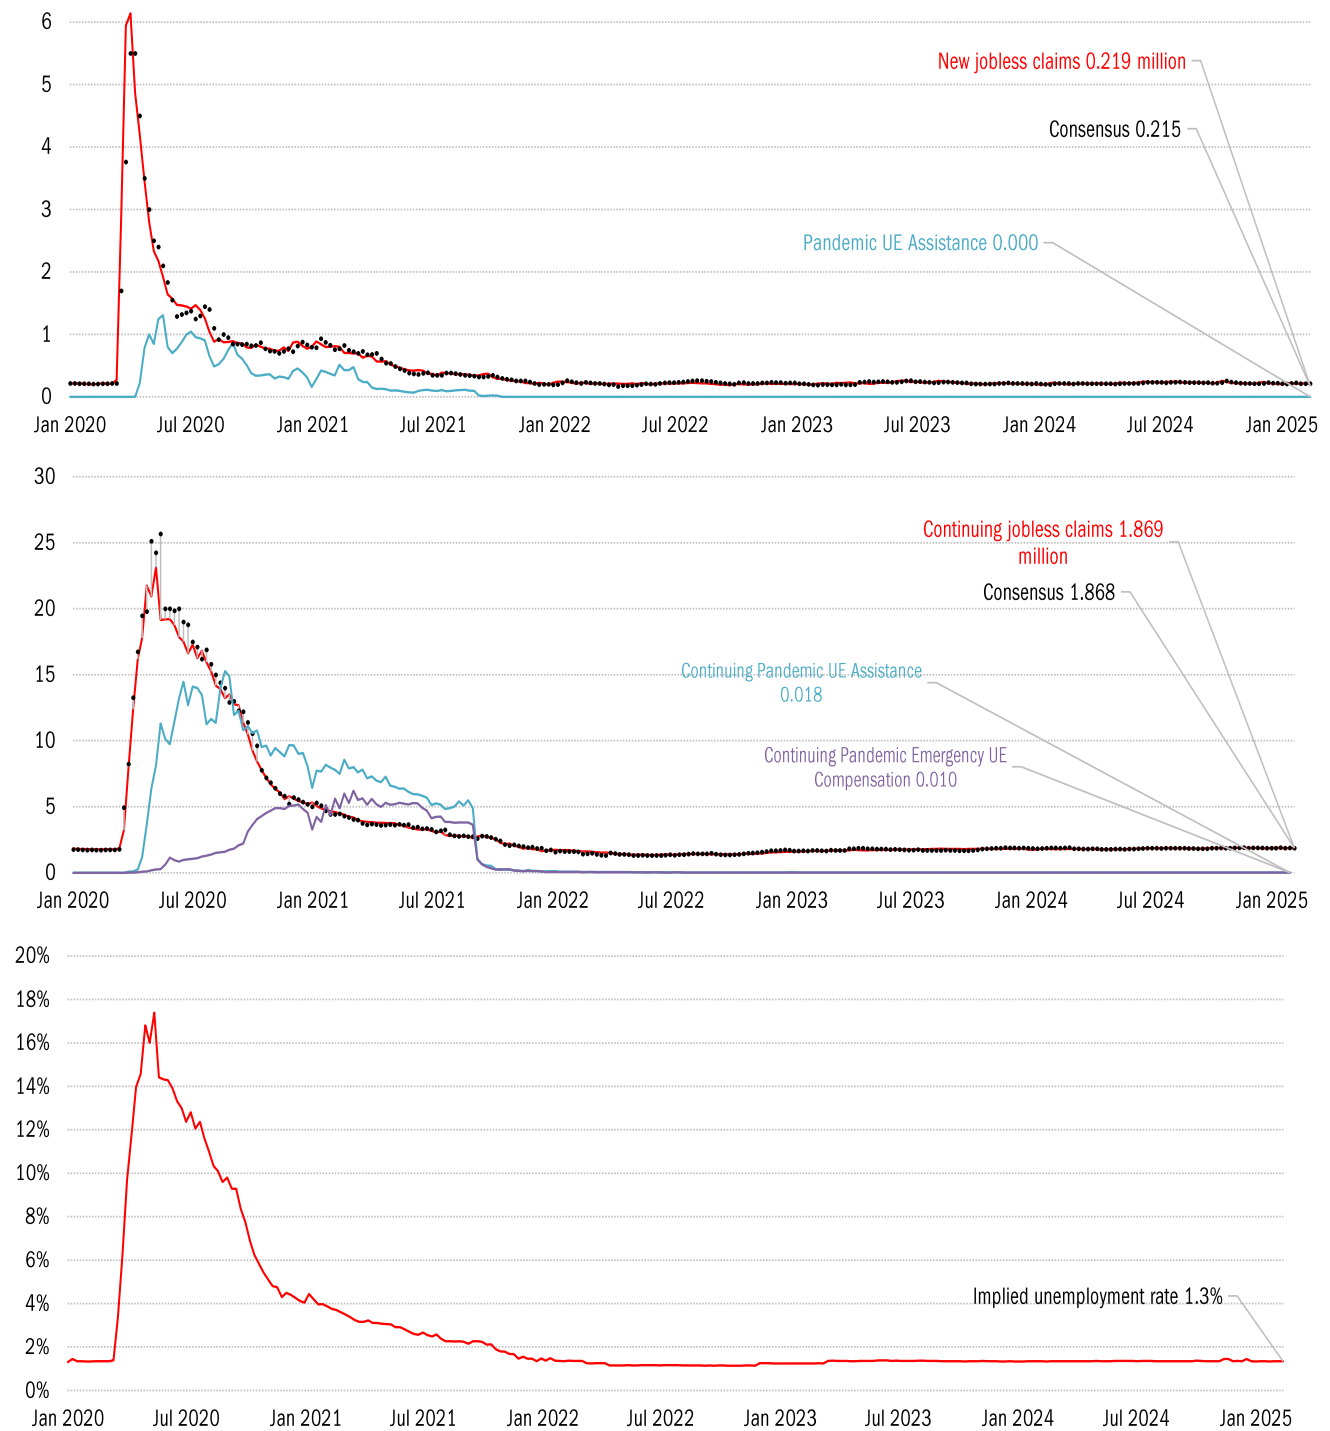 6
New jobless claims 0.219 million
5
Consensus 0.215
4
3
Pandemic UE Assistance 0.000
2
1
0
Jan 2020 Jul 2020 Jan 2021 Jul 2021 Jan 2022 Jul 2022 Jan 2023 Jul 2023 Jan 2024 Jul 2024 Jan 2025
30
25
Continuing jobless claims 1.869
million
Consensus 1.868
20
15
Continuing Pandemic UE Assistance
0.018
10
Continuing Pandemic Emergency UE
Compensation 0.010
5
0
Jan 2020 Jul 2020 Jan 2021 Jul 2021 Jan 2022 Jul 2022 Jan 2023 Jul 2023 Jan 2024 Jul 2024 Jan 2025
20%
18%
16%
14%
12%
10%
8%
6%
4%
Implied unemployment rate 1.3%
2%
0%
Jan 2020 Jul 2020 Jan 2021 Jul 2021 Jan 2022 Jul 2022 Jan 2023 Jul 2023 Jan 2024 Jul 2024 Jan 2025